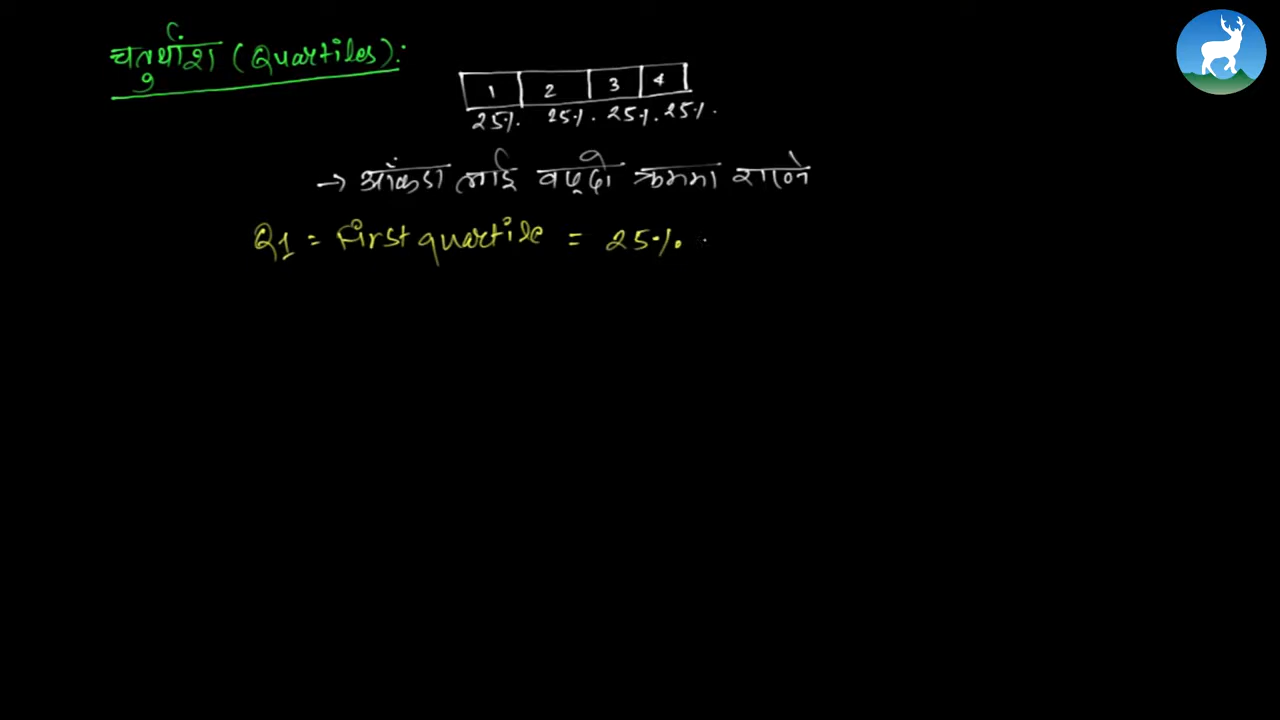 चतुर्थांश (Quartiles):
1 2 3 4
25% 25% 25% 25%
→ आंकडा लाई बढ्दो क्रममा राख्ने
Q1 = First quartile = 25%